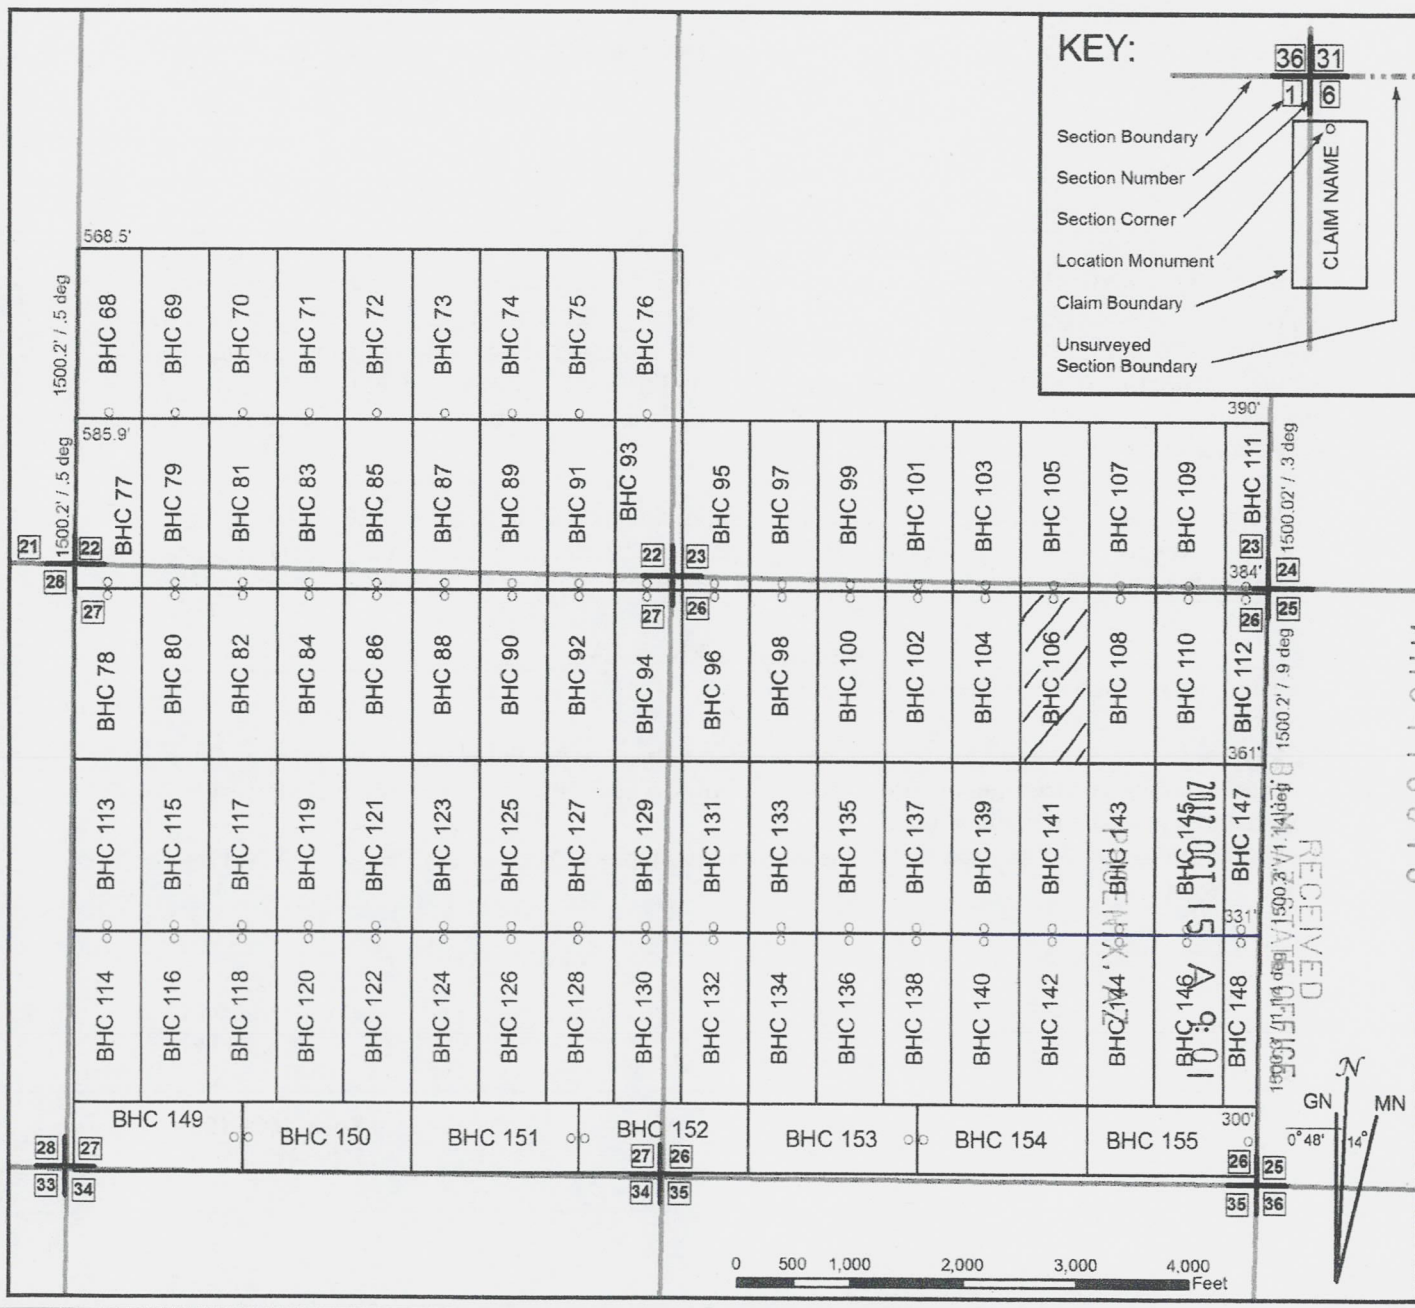 KEY:
36 31
1 6
Section Boundary
Section Number
Section Corner
Location Monument
Claim Boundary
Unsurveyed
Section Boundary
CLAIM NAME
568.5'
1500.2' / .5 deg
BHC 68
BHC 69
BHC 70
BHC 71
BHC 72
BHC 73
BHC 74
BHC 75
BHC 76
585.9'
390'
1500.2' / .5 deg
BHC 77
BHC 79
BHC 81
BHC 83
BHC 85
BHC 87
BHC 89
BHC 91
BHC 93
BHC 95
BHC 97
BHC 99
BHC 101
BHC 103
BHC 105
BHC 107
BHC 109
BHC 111
1500.02' / .3 deg
21 22
28 27
22 23
27 26
23 24
26 25
384'
BHC 78
BHC 80
BHC 82
BHC 84
BHC 86
BHC 88
BHC 90
BHC 92
BHC 94
BHC 96
BHC 98
BHC 100
BHC 102
BHC 104
BHC 106
BHC 108
BHC 110
BHC 112
1500.2' / .9 deg
361'
BHC 113
BHC 115
BHC 117
BHC 119
BHC 121
BHC 123
BHC 125
BHC 127
BHC 129
BHC 131
BHC 133
BHC 135
BHC 137
BHC 139
BHC 141
BHC 143
BHC 145
BHC 147
331'
BHC 114
BHC 116
BHC 118
BHC 120
BHC 122
BHC 124
BHC 126
BHC 128
BHC 130
BHC 132
BHC 134
BHC 136
BHC 138
BHC 140
BHC 142
BHC 144
BHC 146
BHC 148
RECEIVED
PHOENIX, AZ
2012 OCT 15 A 9:01
BHC 149
BHC 150
BHC 151
BHC 152
BHC 153
BHC 154
BHC 155
300'
28 27
33 34
27 26
34 35
26 25
35 36
N
GN
MN
0°48'
14°
0 500 1,000 2,000 3,000 4,000
Feet